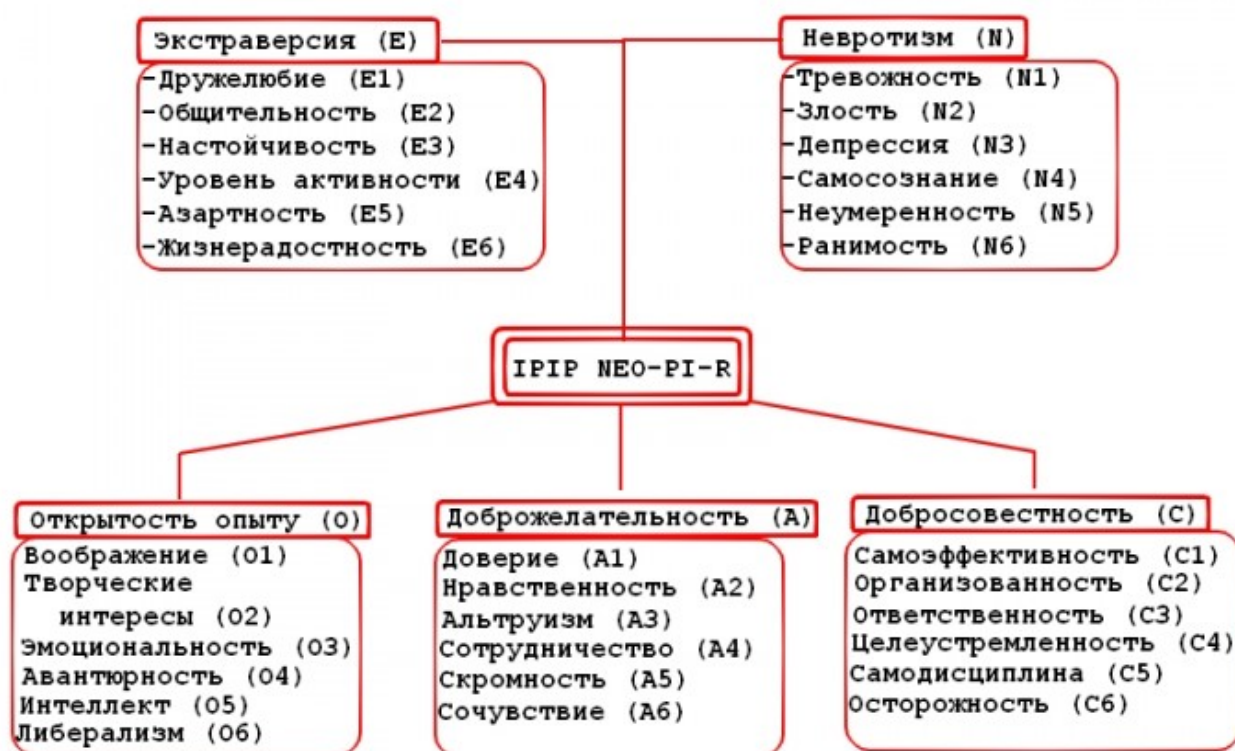 Экстраверсия (E)
-Дружелюбие (E1)
-Общительность (E2)
-Настойчивость (E3)
-Уровень активности (E4)
-Азартность (E5)
-Жизнерадостность (E6)
Невротизм (N)
-Тревожность (N1)
-Злость (N2)
-Депрессия (N3)
-Самосознание (N4)
-Неумеренность (N5)
-Ранимость (N6)
IPIP NEO-PI-R
Открытость опыту (O)
Воображение (O1)
Творческие
интересы (O2)
Эмоциональность (O3)
Авантюрность (O4)
Интеллект (O5)
Либерализм (O6)
Доброжелательность (A)
Доверие (A1)
Нравственность (A2)
Альтруизм (A3)
Сотрудничество (A4)
Скромность (A5)
Сочувствие (A6)
Добросовестность (C)
Самоэффективность (C1)
Организованность (C2)
Ответственность (C3)
Целеустремленность (C4)
Самодисциплина (C5)
Осторожность (C6)